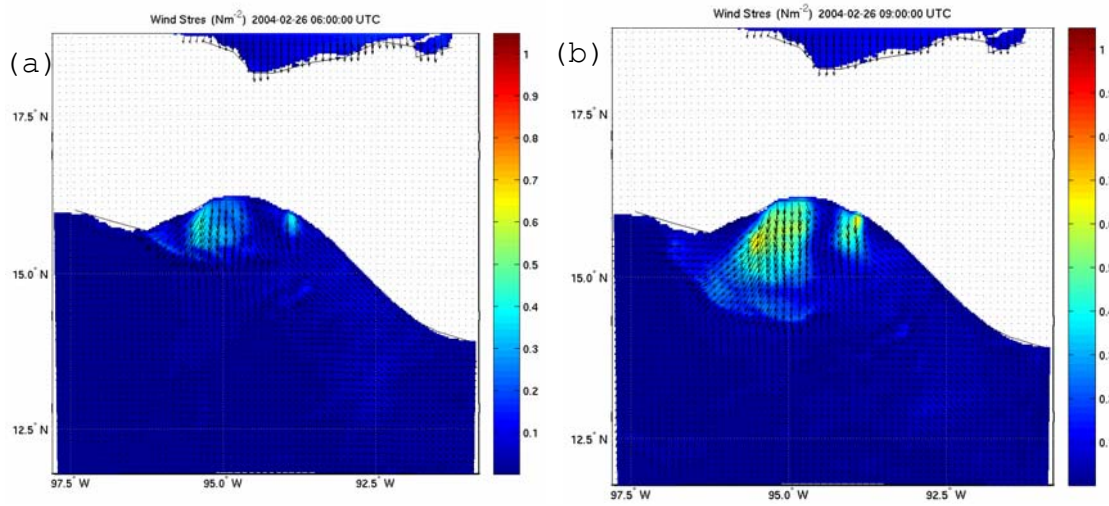 Wind Stres (Nm-2) 2004-02-26 06:00:00 UTC
(a)
17.5° N
15.0° N
12.5° N
97.5° W
95.0° W
92.5° W
1
0.9
0.8
0.7
0.6
0.5
0.4
0.3
0.2
0.1
Wind Stres (Nm-2) 2004-02-26 09:00:00 UTC
(b)
17.5° N
15.0° N
12.5° N
97.5° W
95.0° W
92.5° W
1